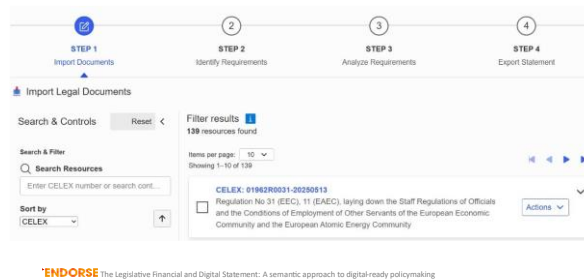 2
3
4
STEP 1
STEP 2
STEP 3
STEP 4
Import Documents
Identify Requirements
Analyze Requirements
Export Statement
Import Legal Documents
Search & Controls
Reset
Filter results
139 resources found
Search & Filter
Search Resources
Enter CELEX number or search cont...
Sort by
CELEX
Items per page: 10
Showing 1–10 of 139
CELEX: 01962R0031-20250513
Regulation No 31 (EEC), 11 (EAEC), laying down the Staff Regulations of Officials
and the Conditions of Employment of Other Servants of the European Economic
Community and the European Atomic Energy Community
Actions
ENDORSE The Legislative Financial and Digital Statement: A semantic approach to digital-ready policymaking